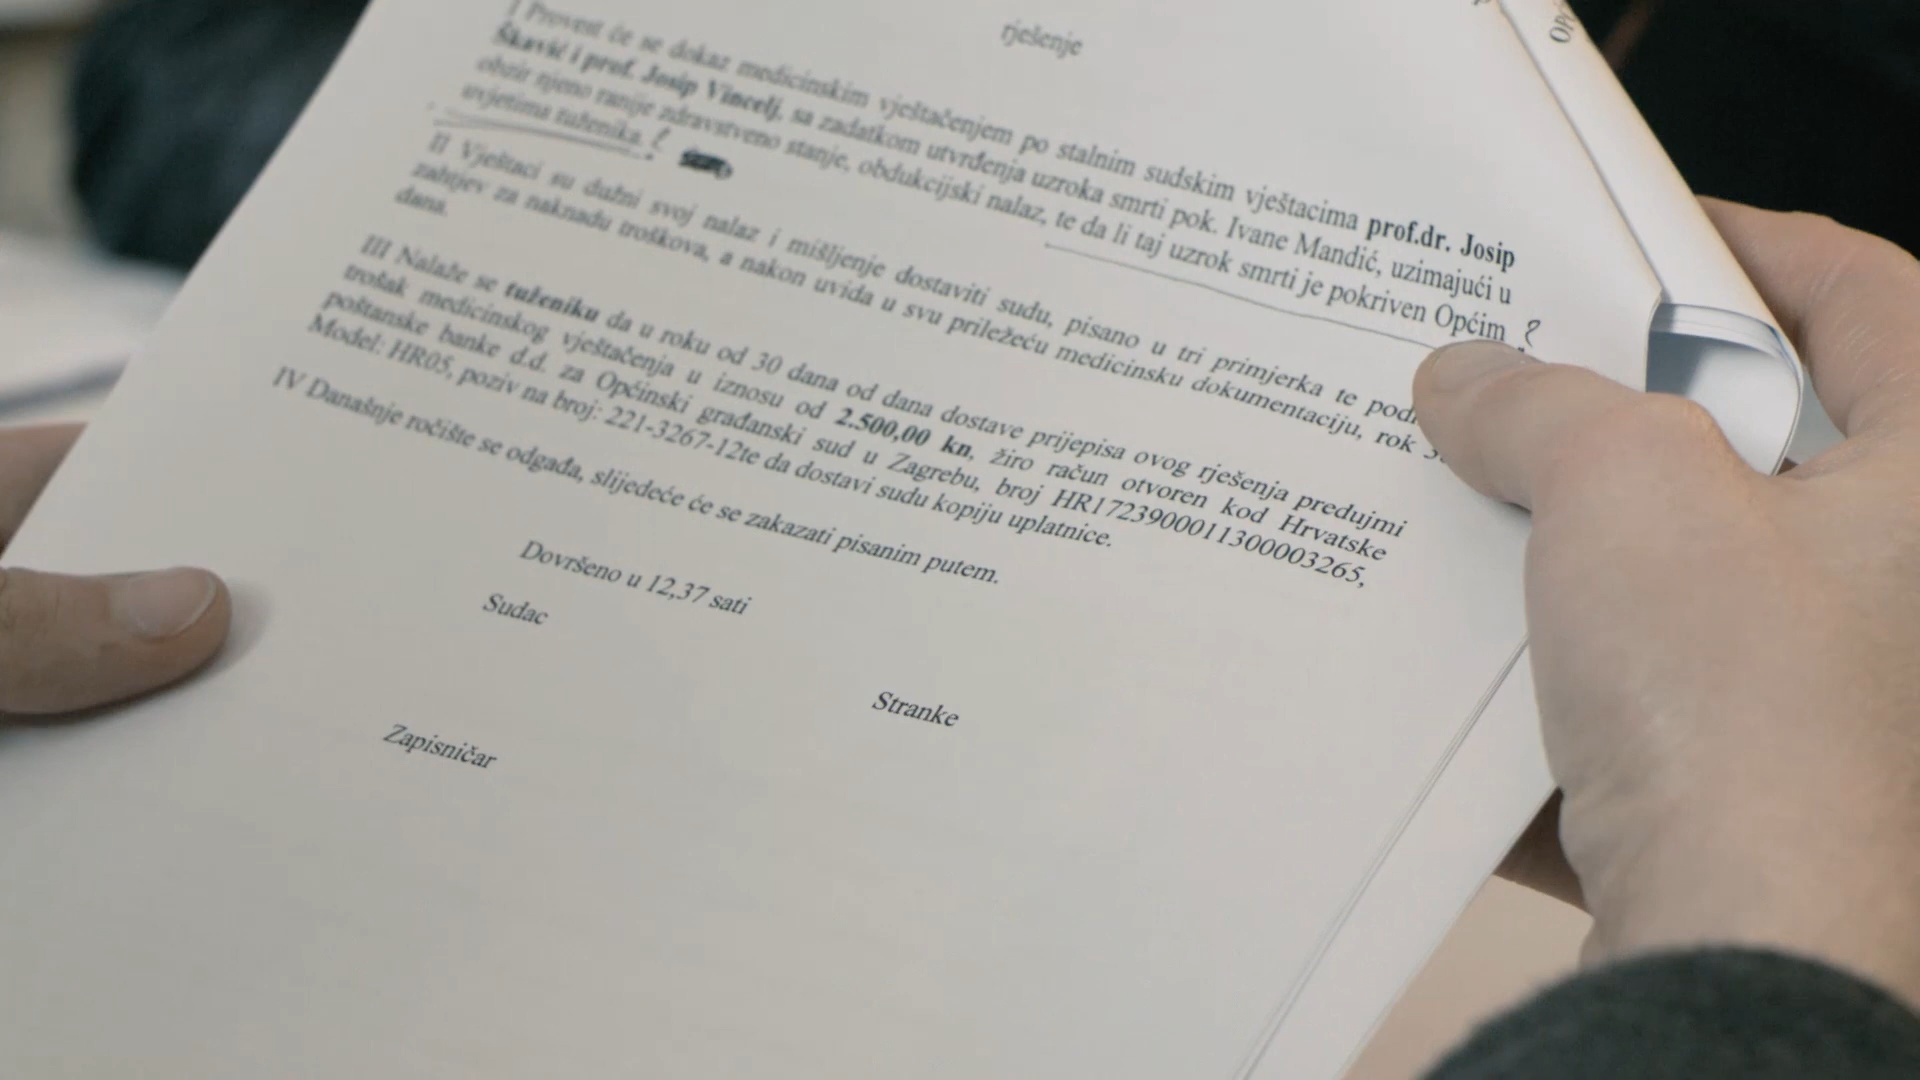 rješenje
I Provest će se dokaz medicinskim vještačenjem po stalnim sudskim vještacima prof.dr. Josip
Škavić i prof. Josip Vincelj, sa zadatkom utvrđenja uzroka smrti pok. Ivane Mandić, uzimajući u
obzir njeno ranije zdravstveno stanje, obdukcijski nalaz, te da li taj uzrok smrti je pokriven Općim ?
uvjetima tuženika. ?
II Vještaci su dužni svoj nalaz i mišljenje dostaviti sudu, pisano u tri primjerka te
zahtjev za naknadu troškova, a nakon uvida u svu priležeću medicinsku dokumentaciju, rok
dana.
III Nalaže se tuženiku da u roku od 30 dana od dana dostave prijepisa ovog rješenja predujmi
trošak medicinskog vještačenja u iznosu od 2.500,00 kn, žiro račun otvoren kod Hrvatske
poštanske banke d.d. za Općinski građanski sud u Zagrebu, broj HR1723900011300003265,
Model: HR05, poziv na broj: 221-3267-12te da dostavi sudu kopiju uplatnice.
IV Današnje ročište se odgađa, slijedeće će se zakazati pisanim putem.
Dovršeno u 12,37 sati
Sudac
Stranke
Zapisničar